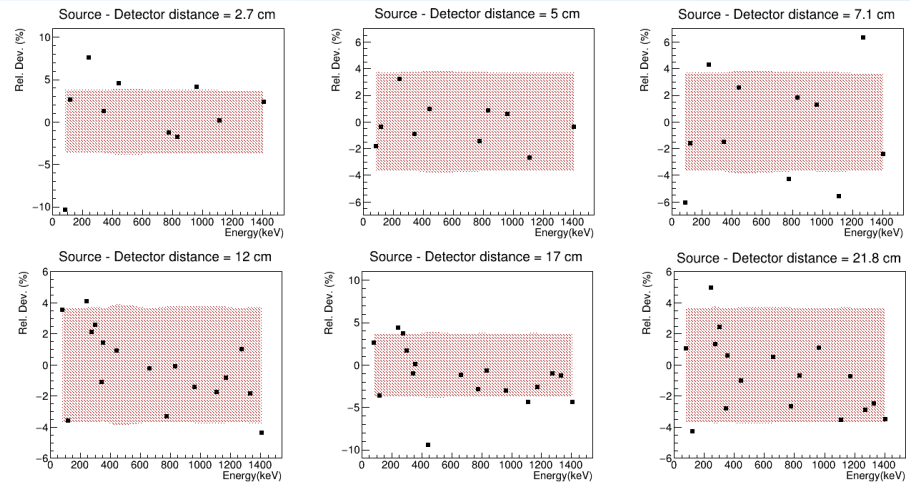 Source - Detector distance = 2.7 cm
Rel. Dev. (%)
10
5
0
−5
−10
0 200 400 600 800 1000 1200 1400
Energy(keV)
Source - Detector distance = 5 cm
Rel. Dev. (%)
6
4
2
0
−2
−4
−6
0 200 400 600 800 1000 1200 1400
Energy(keV)
Source - Detector distance = 7.1 cm
Rel. Dev. (%)
6
4
2
0
−2
−4
−6
0 200 400 600 800 1000 1200 1400
Energy(keV)
Source - Detector distance = 12 cm
Rel. Dev. (%)
6
4
2
0
−2
−4
−6
0 200 400 600 800 1000 1200 1400
Energy(keV)
Source - Detector distance = 17 cm
Rel. Dev. (%)
10
5
0
−5
−10
0 200 400 600 800 1000 1200 1400
Energy(keV)
Source - Detector distance = 21.8 cm
Rel. Dev. (%)
6
4
2
0
−2
−4
−6
0 200 400 600 800 1000 1200 1400
Energy(keV)